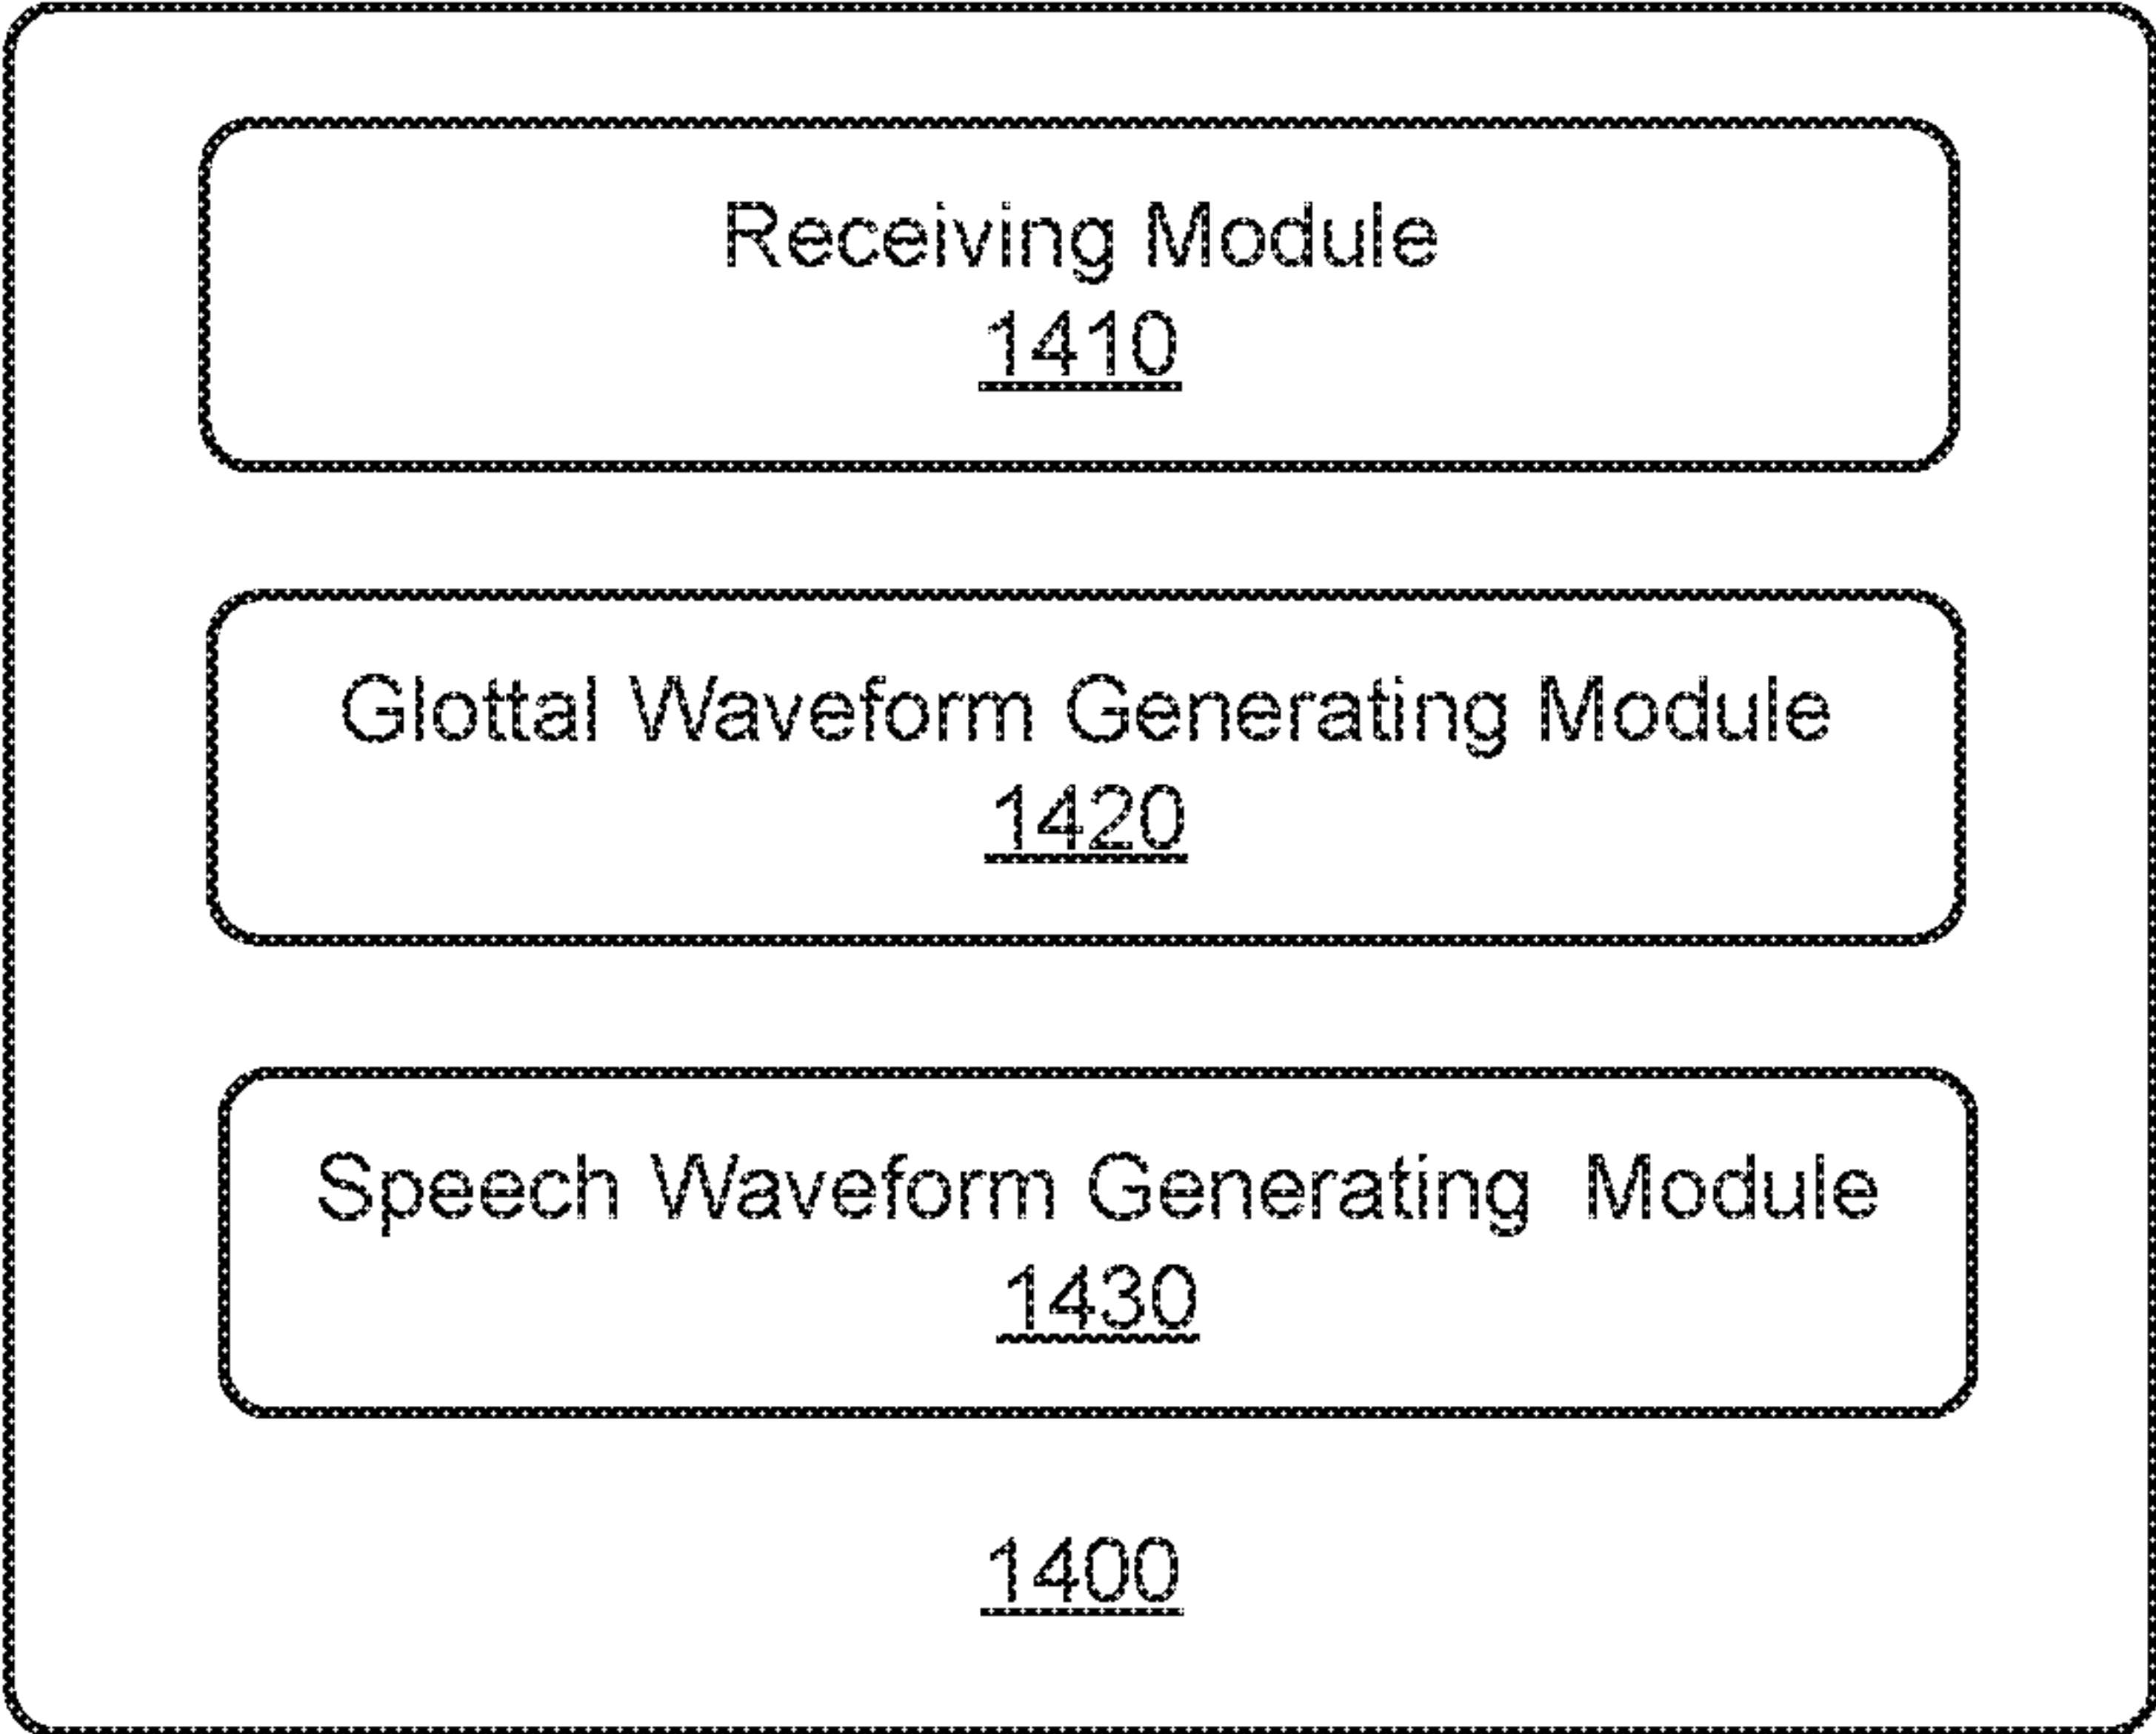 Receiving Module
1410
Glottal Waveform Generating Module
1420
Speech Waveform Generating Module
1430
1400